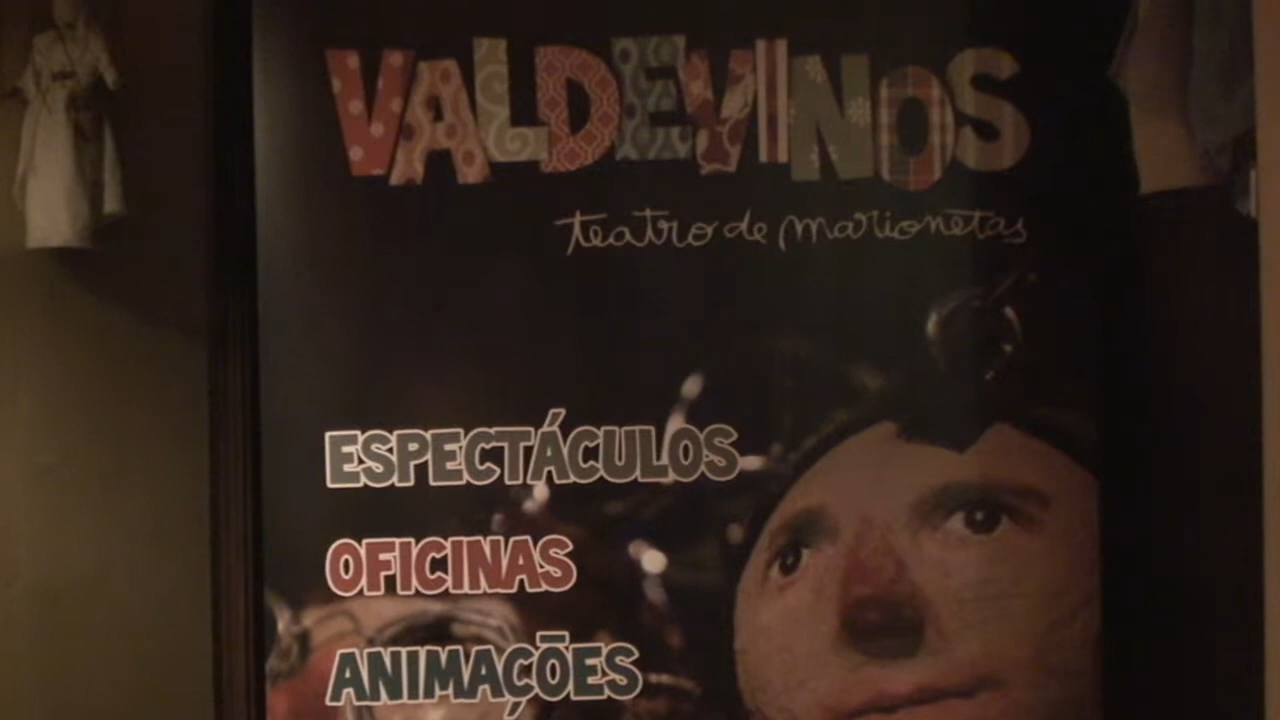 VALDEVINOS
teatro de marionetas
ESPECTÁCULOS
OFICINAS
ANIMAÇÕES